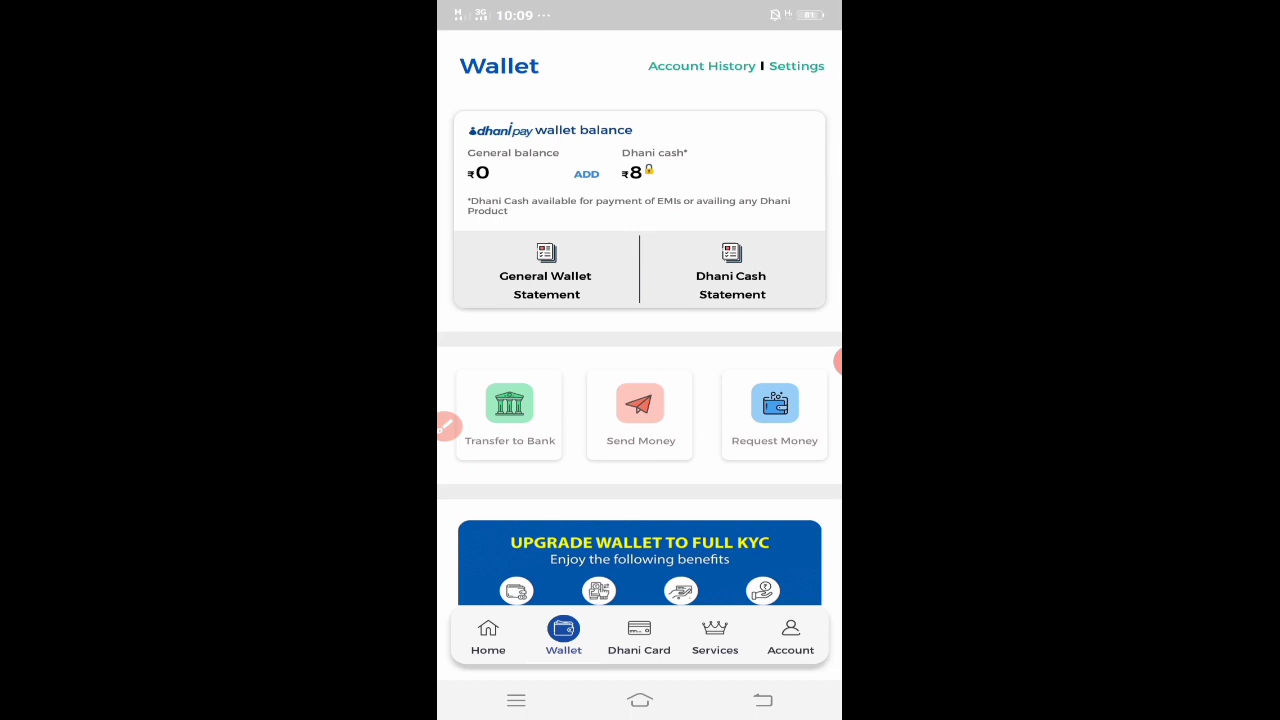 10:09 ...
3G
H
81
Wallet
Account History I Settings
dhani pay wallet balance
General balance
Dhani cash*
₹0
ADD
₹8
*Dhani Cash available for payment of EMIs or availing any Dhani
Product
General Wallet
Statement
Dhani Cash
Statement
Transfer to Bank
Send Money
Request Money
UPGRADE WALLET TO FULL KYC
Enjoy the following benefits
Home
Wallet
Dhani Card
Services
Account